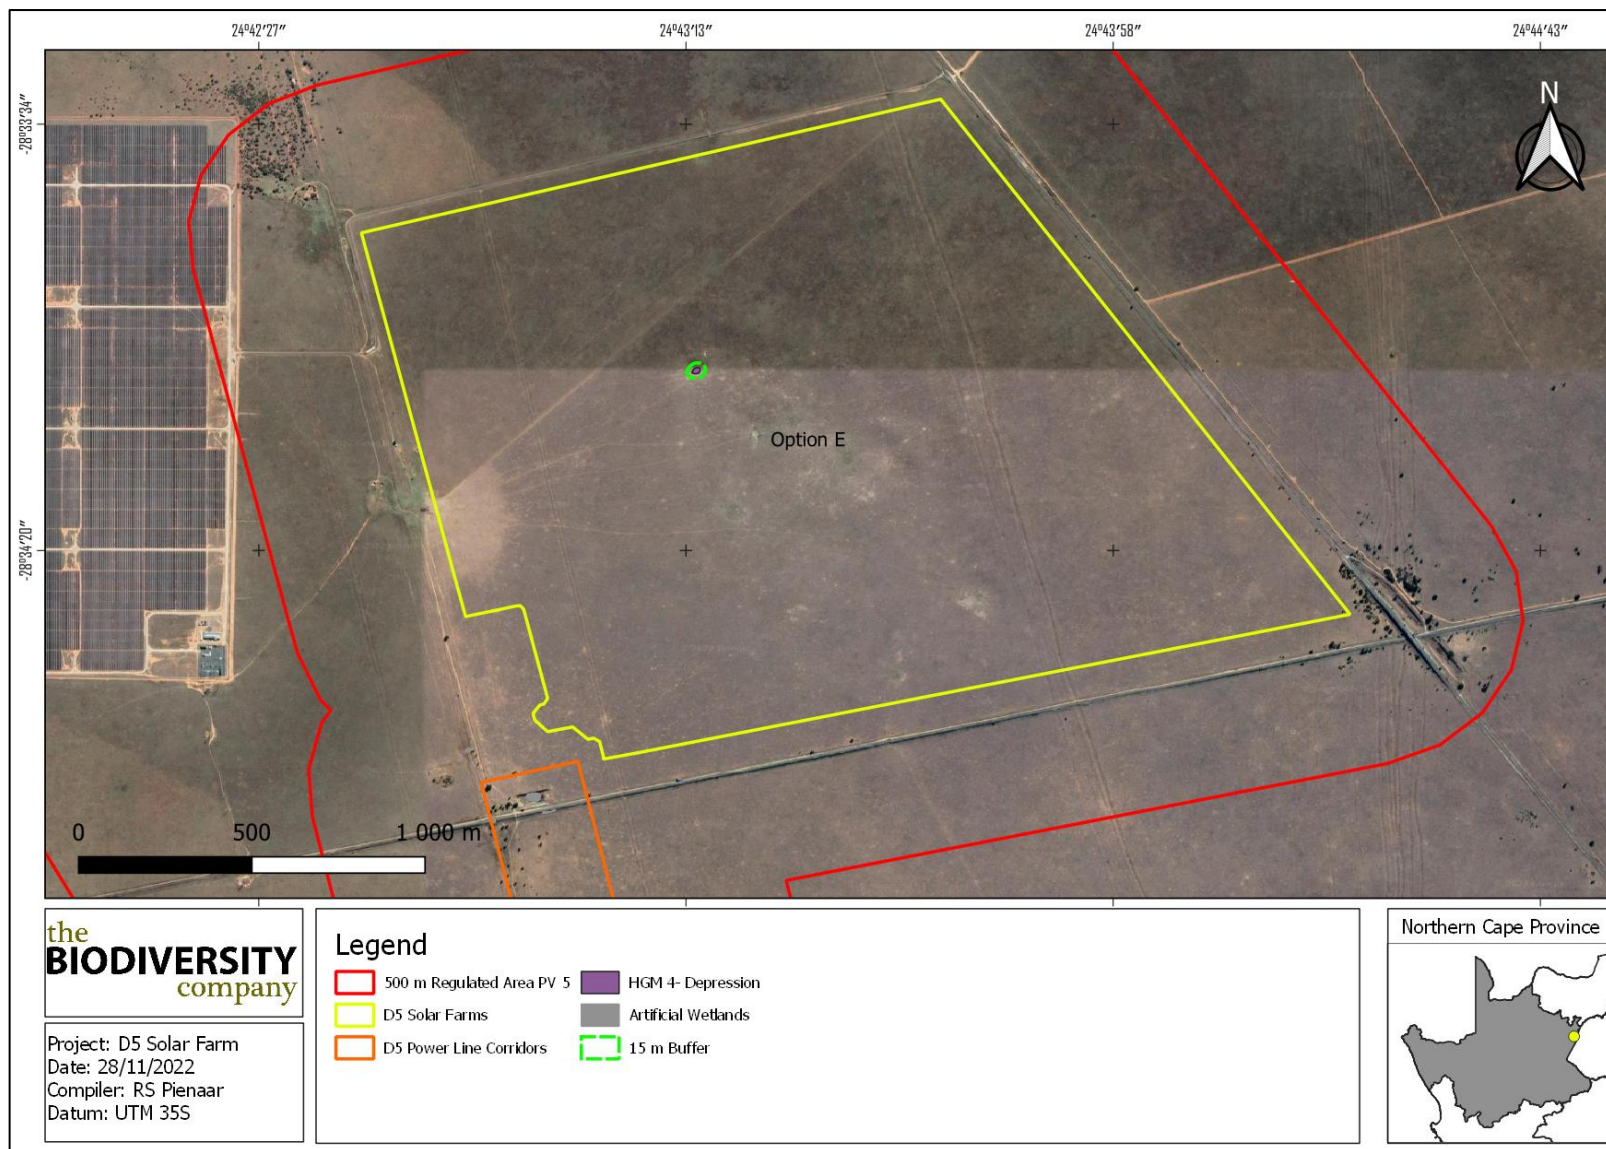 24°42'27"
24°43'13"
24°43'58"
24°44'43"
-28°33'34"
N
Option E
-28°34'20"
0 500 1 000 m
the
BIODIVERSITY
company
Project: D5 Solar Farm
Date: 28/11/2022
Compiler: RS Pienaar
Datum: UTM 35S
Legend
500 m Regulated Area PV 5
D5 Solar Farms
D5 Power Line Corridors
HGM 4- Depression
Artificial Wetlands
15 m Buffer
Northern Cape Province